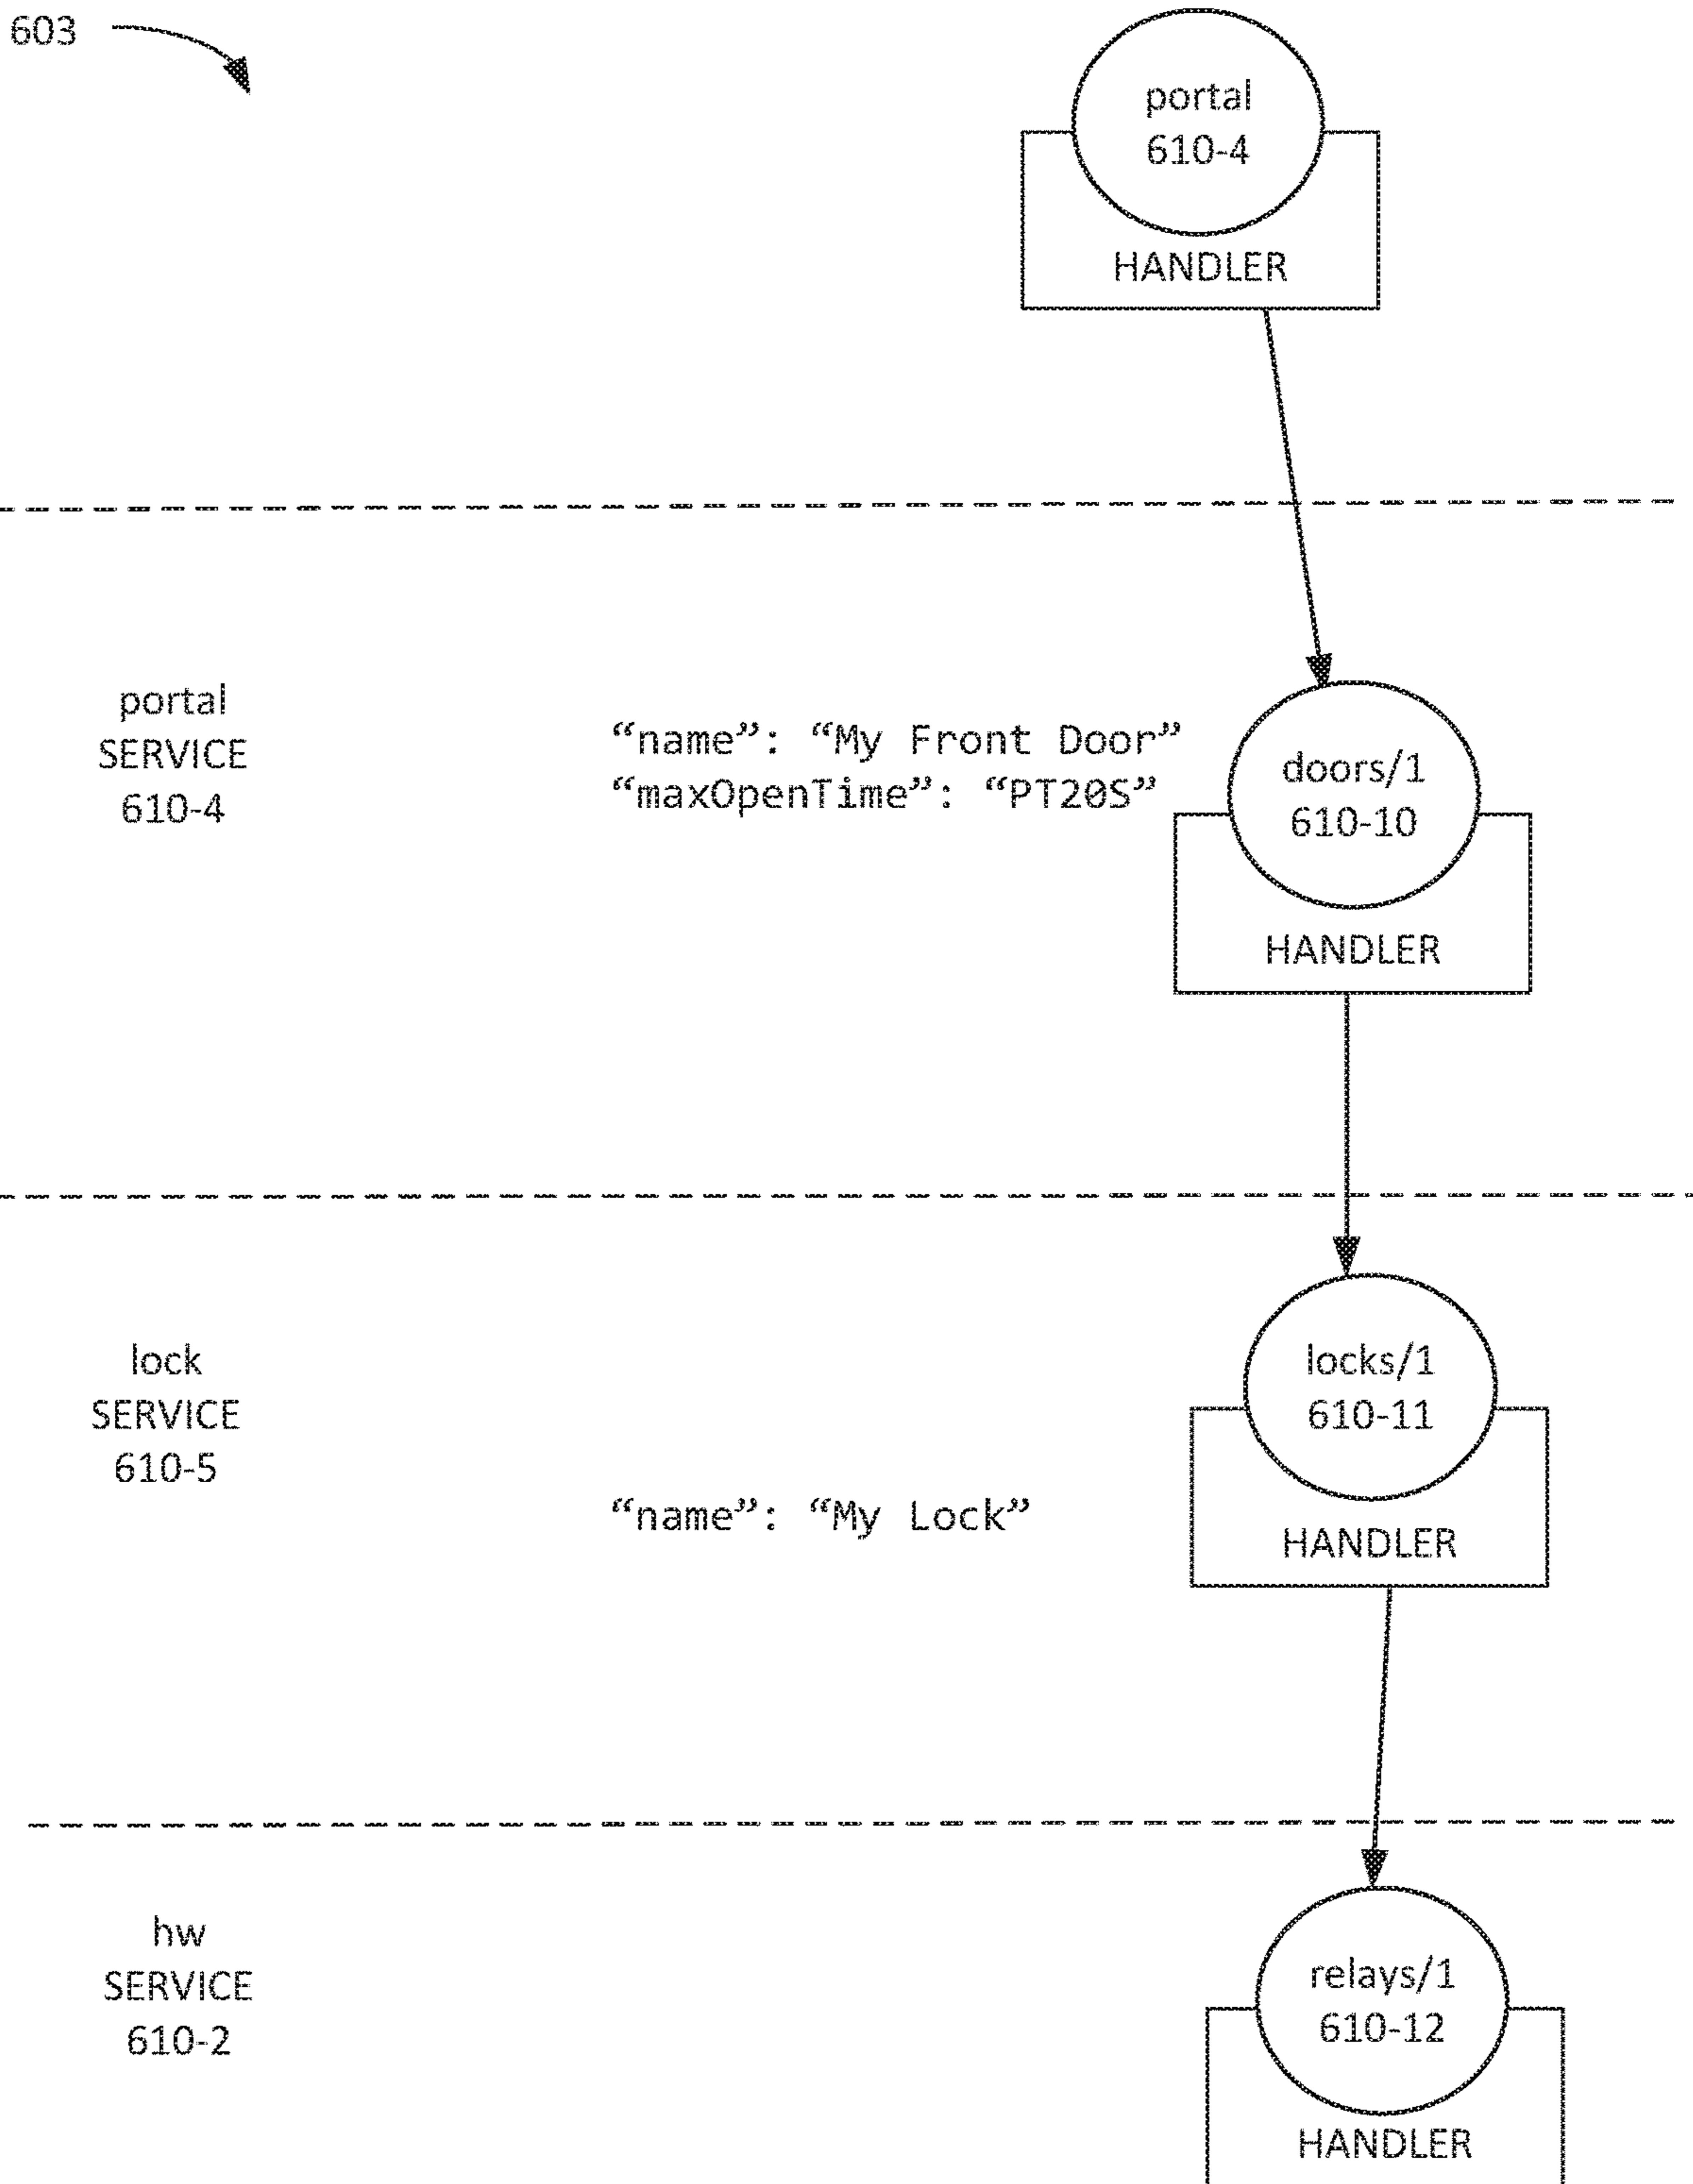 603
portal
610-4
HANDLER
portal
SERVICE
610-4
“name”: “My Front Door”
“maxOpenTime”: “PT20S”
doors/1
610-10
HANDLER
lock
SERVICE
610-5
“name”: “My Lock”
locks/1
610-11
HANDLER
hw
SERVICE
610-2
relays/1
610-12
HANDLER